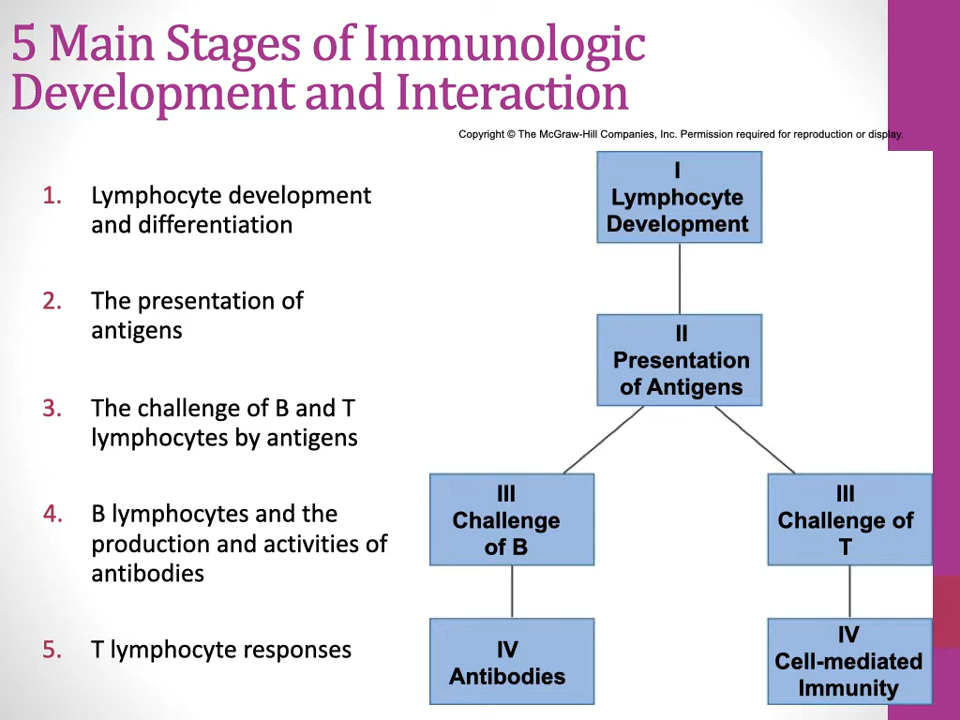 5 Main Stages of Immunologic
Development and Interaction
Copyright © The McGraw-Hill Companies, Inc. Permission required for reproduction or display.
1. Lymphocyte development
and differentiation
2. The presentation of
antigens
3. The challenge of B and T
lymphocytes by antigens
4. B lymphocytes and the
production and activities of
antibodies
5. T lymphocyte responses
I
Lymphocyte
Development
II
Presentation
of Antigens
III
Challenge
of B
III
Challenge of
T
IV
Antibodies
IV
Cell-mediated
Immunity